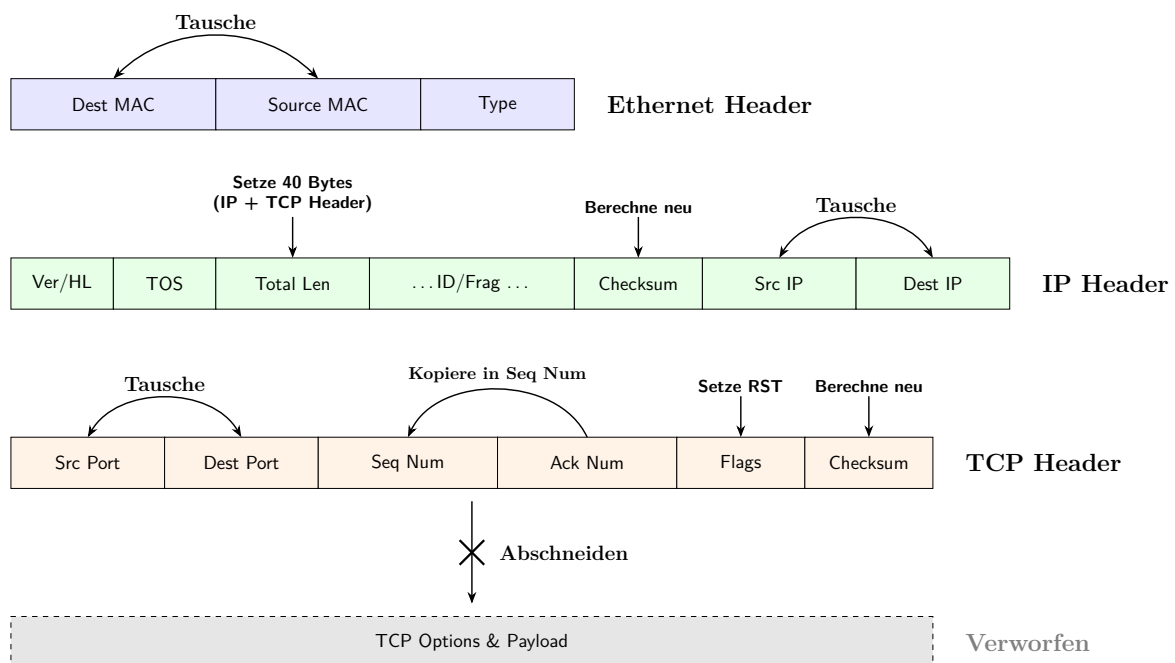 Tausche
Dest MAC Source MAC Type Ethernet Header
Setze 40 Bytes
(IP + TCP Header)
Berechne neu
Tausche
Ver/HL TOS Total Len ...ID/Frag ... Checksum Src IP Dest IP IP Header
Tausche
Kopiere in Seq Num
Setze RST
Berechne neu
Src Port Dest Port Seq Num Ack Num Flags Checksum TCP Header
Abschneiden
TCP Options & Payload Verworfen